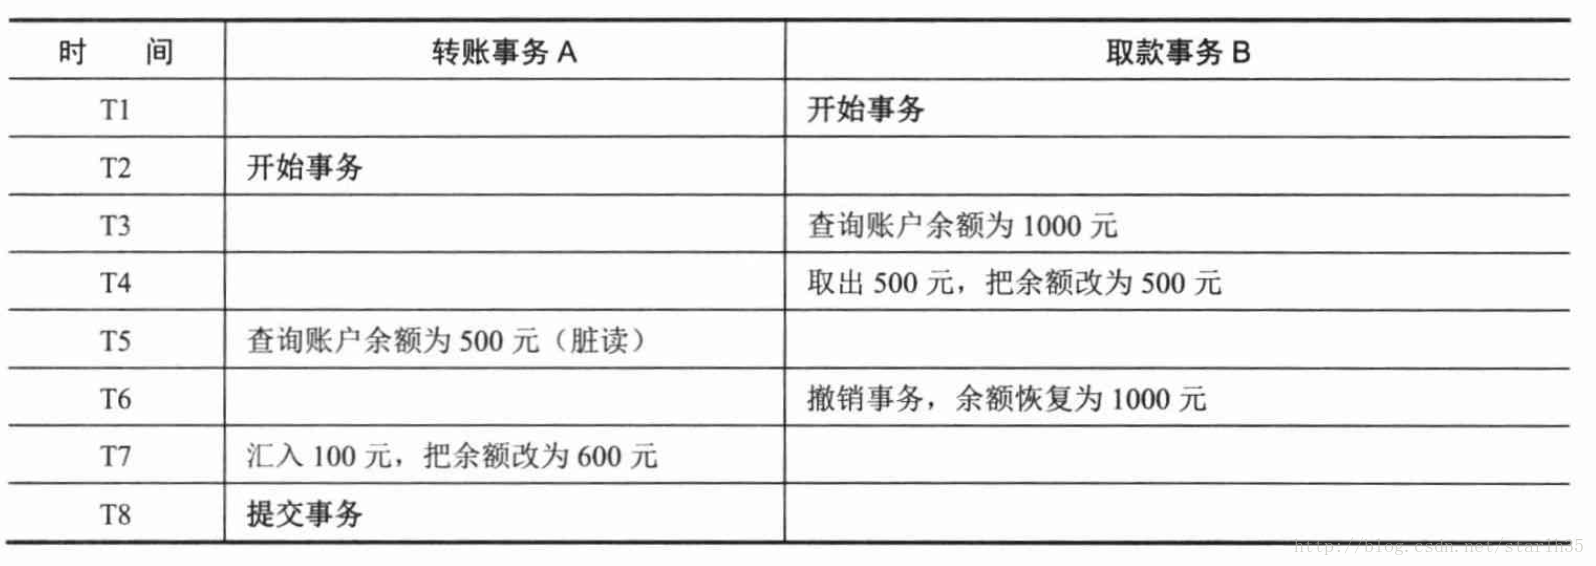 时 间 转账事务 A 取款事务 B
T1 开始事务
T2 开始事务
T3 查询账户余额为 1000 元
T4 取出 500 元，把余额改为 500 元
T5 查询账户余额为 500 元（脏读）
T6 撤销事务，余额恢复为 1000 元
T7 汇入 100 元，把余额改为 600 元
T8 提交事务
http://blog.csdn.net/starlh35